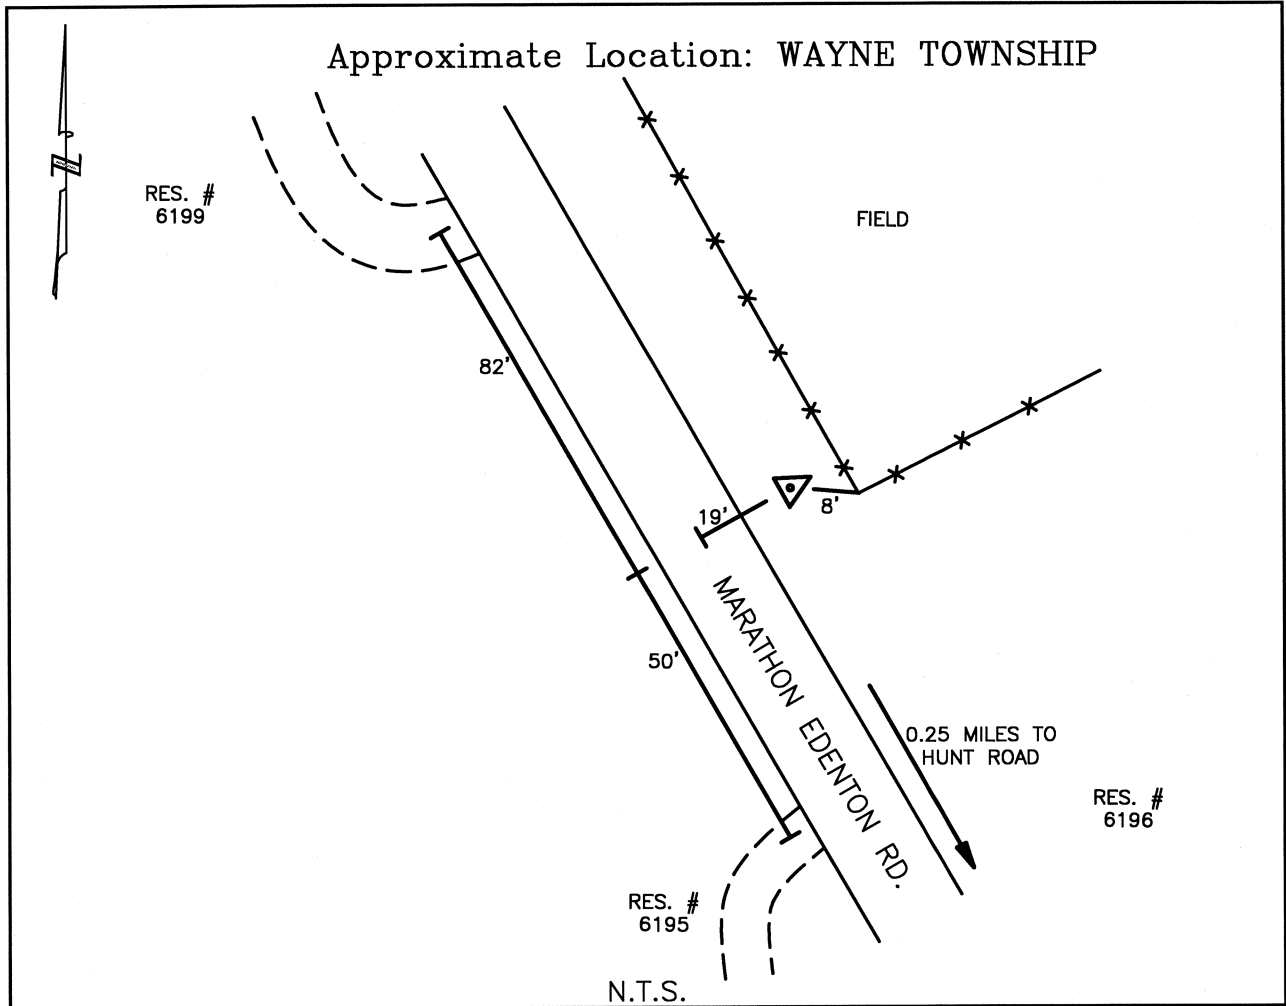 Approximate Location: WAYNE TOWNSHIP
N
RES. #
6199
FIELD
82'
19'
8'
50'
MARATHON EDENTON RD.
0.25 MILES TO
HUNT ROAD
RES. #
6196
RES. #
6195
N.T.S.